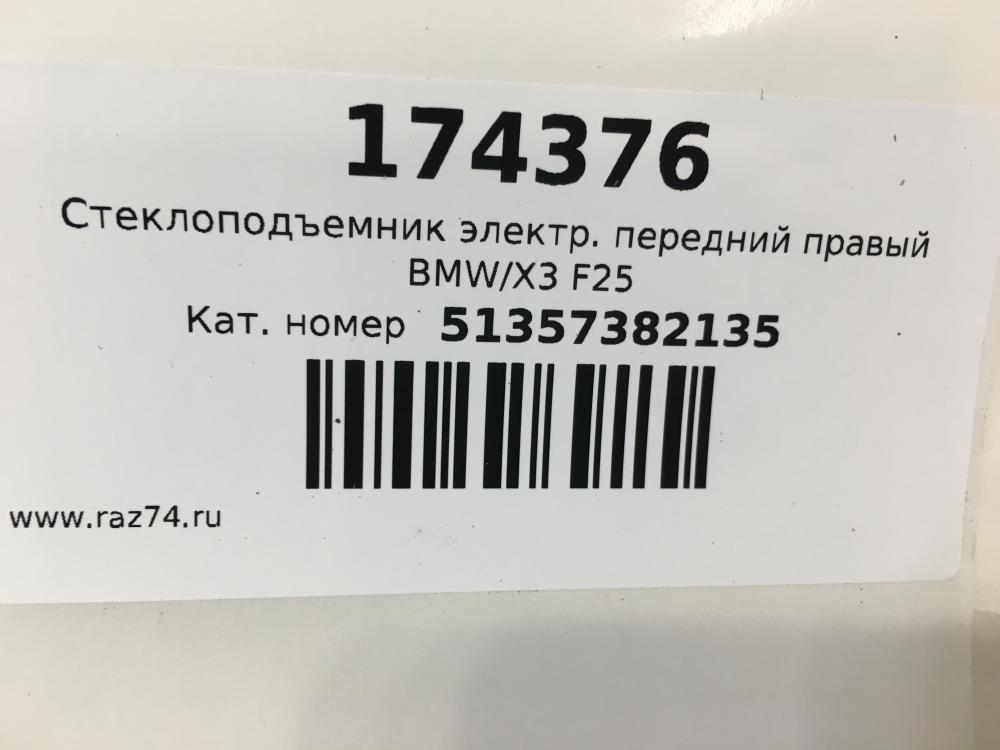 174376
Стеклоподъемник электр. передний правый
BMW/X3 F25
Кат. номер 51357382135
www.raz74.ru